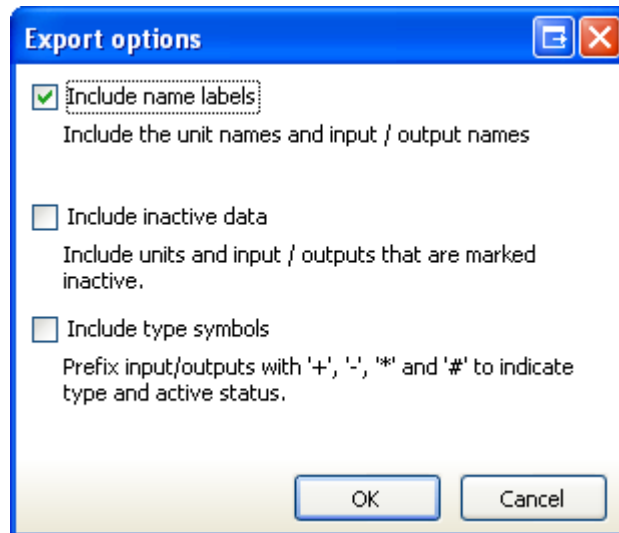 Export options
Include name labels
Include the unit names and input / output names
Include inactive data
Include units and input / outputs that are marked
inactive.
Include type symbols
Prefix input/outputs with '+', '-', '*' and '#' to indicate
type and active status.
OK Cancel